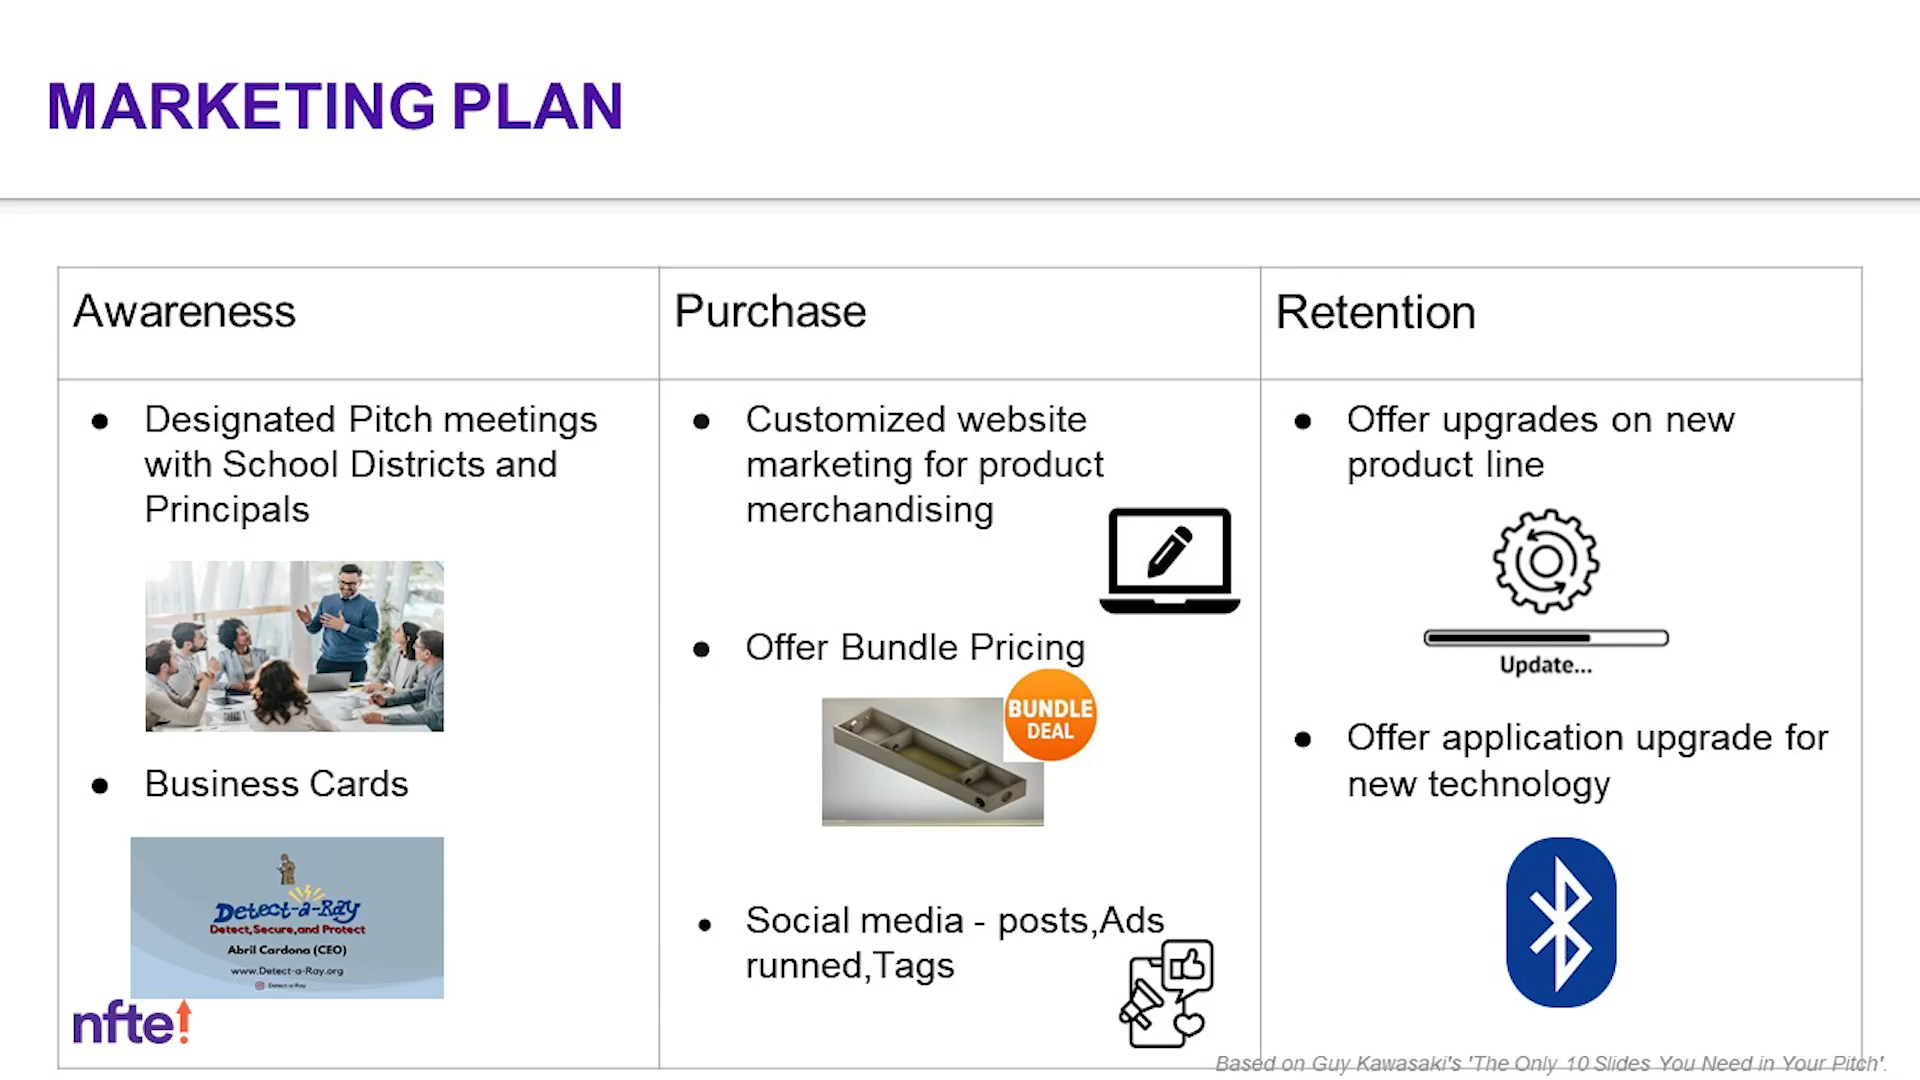 MARKETING PLAN
Awareness
Purchase
Retention
● Designated Pitch meetings
with School Districts and
Principals
● Business Cards
Detect-a-Ray
Detect,Secure,and Protect
Abril Cardona (CEO)
www.Detect-a-Ray.org
Detect-a-Ray
nfte!
● Customized website
marketing for product
merchandising
● Offer Bundle Pricing
BUNDLE
DEAL
● Social media - posts,Ads
runned,Tags
● Offer upgrades on new
product line
Update...
● Offer application upgrade for
new technology
Based on Guy Kawasaki's 'The Only 10 Slides You Need in Your Pitch'.